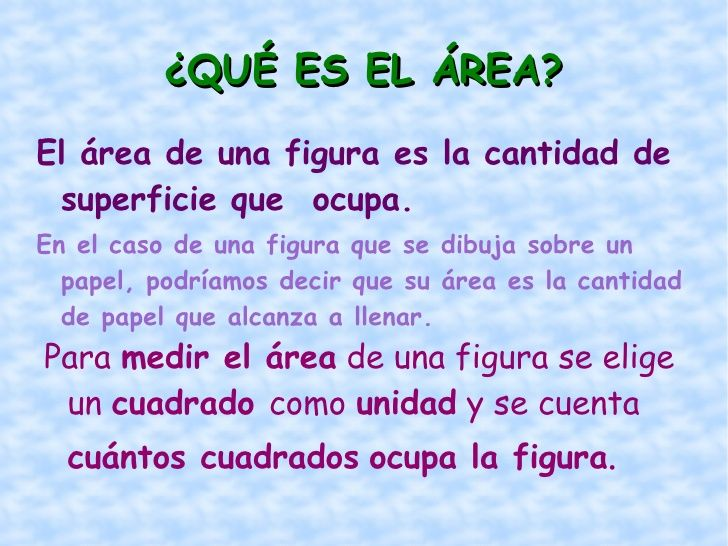 ¿QUÉ ES EL ÁREA?
El área de una figura es la cantidad de
superficie que ocupa.
En el caso de una figura que se dibuja sobre un
papel, podríamos decir que su área es la cantidad
de papel que alcanza a llenar.
Para medir el área de una figura se elige
un cuadrado como unidad y se cuenta
cuántos cuadrados ocupa la figura.